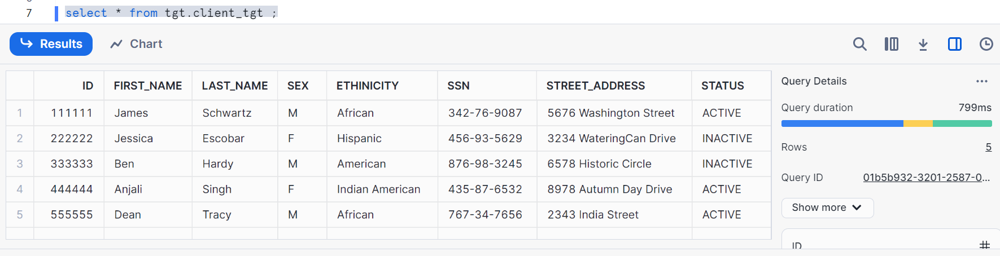 7 select * from tgt.client_tgt ;
Results Chart
ID FIRST_NAME LAST_NAME SEX ETHINICITY SSN STREET_ADDRESS STATUS
1 111111 James Schwartz M African 342-76-9087 5676 Washington Street ACTIVE
2 222222 Jessica Escobar F Hispanic 456-93-5629 3234 WateringCan Drive INACTIVE
3 333333 Ben Hardy M American 876-98-3245 6578 Historic Circle INACTIVE
4 444444 Anjali Singh F Indian American 435-87-6532 8978 Autumn Day Drive ACTIVE
5 555555 Dean Tracy M African 767-34-7656 2343 India Street ACTIVE
Query Details ...
Query duration 799ms
Rows 5
Query ID 01b5b932-3201-2587-0...
Show more
ID #